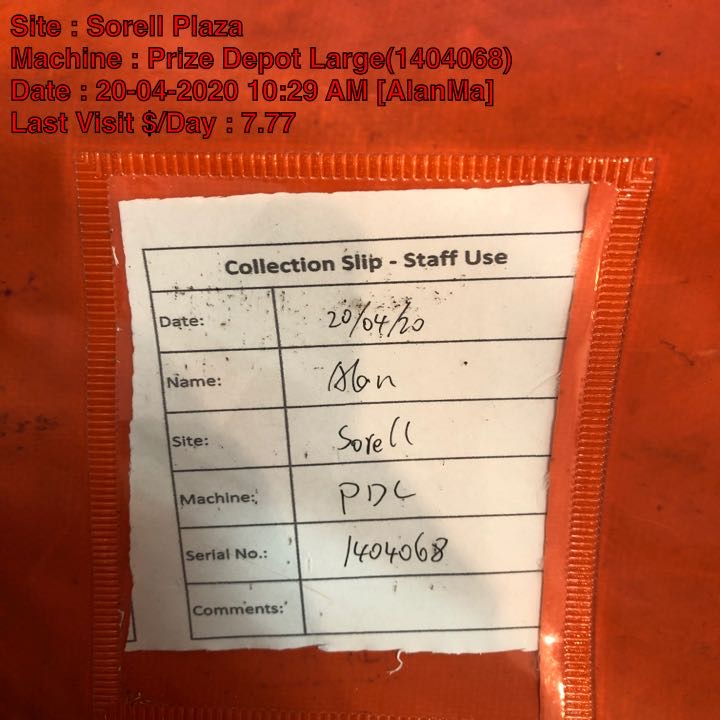 Site : Sorell Plaza
Machine : Prize Depot Large(1404068)
Date : 20-04-2020 10:29 AM [AlanMa]
Last Visit $/Day : 7.77
Collection Slip - Staff Use
Date: 20/04/20
Name: Alan
Site: Sorell
Machine: PDL
Serial No.: 1404068
Comments: